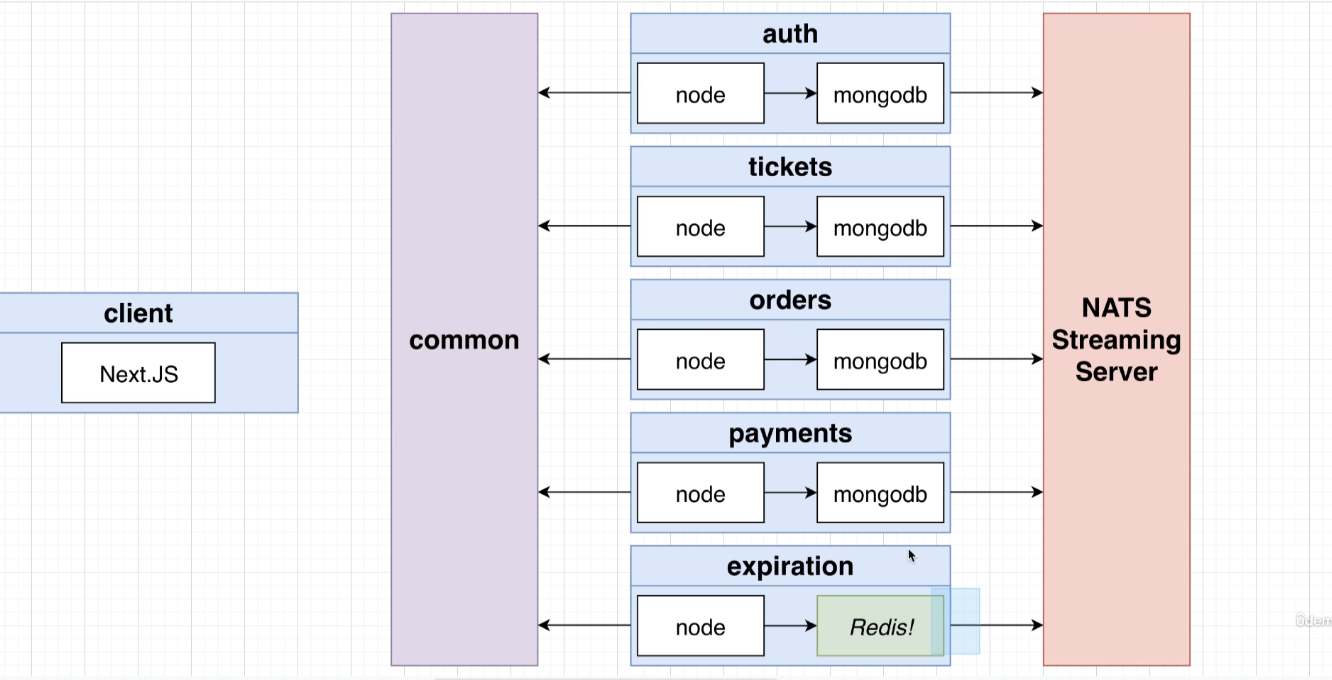 auth
node
mongodb
tickets
node
mongodb
orders
node
mongodb
payments
node
mongodb
expiration
node
Redis!
client
Next.JS
common
NATS
Streaming
Server